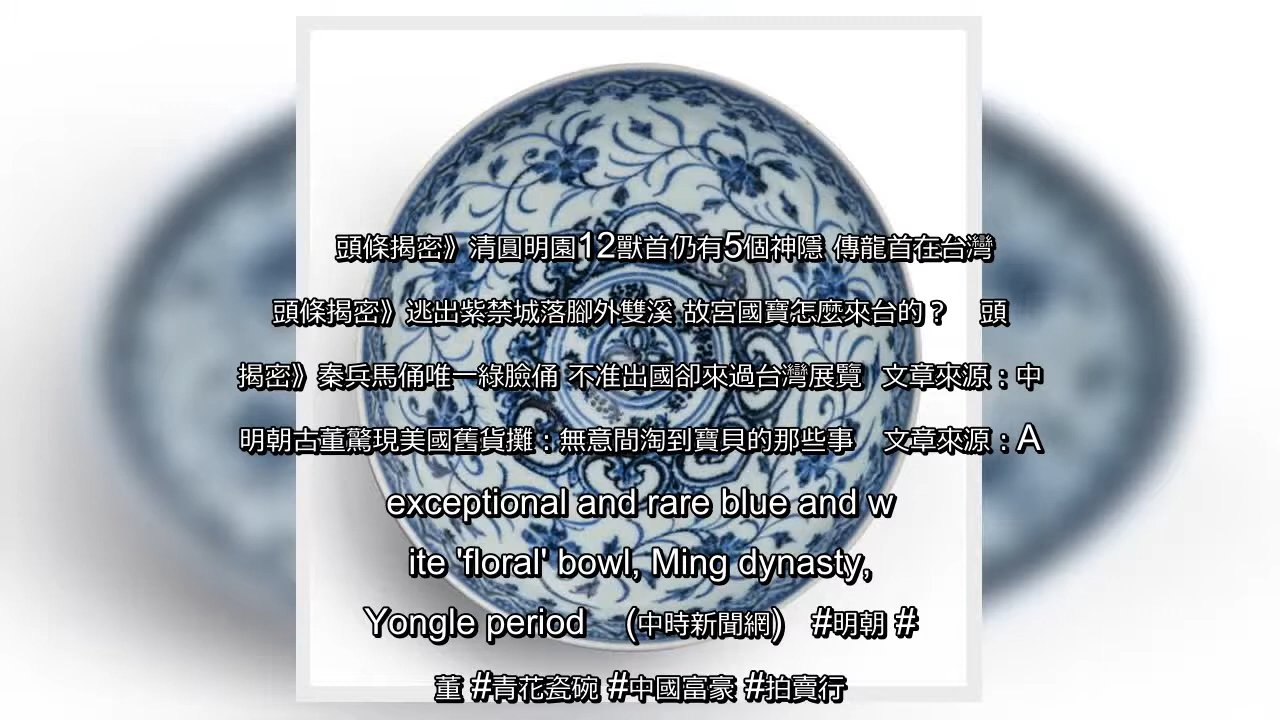 頭條揭密》清圓明園12獸首仍有5個神隱 傳龍首在台灣
頭條揭密》逃出紫禁城落腳外雙溪 故宮國寶怎麼來台的？ 頭
揭密》秦兵馬俑唯一綠臉俑 不准出國卻來過台灣展覽 文章來源：中
明朝古董驚現美國舊貨攤：無意間淘到寶貝的那些事 文章來源：A
exceptional and rare blue and w
ite 'floral' bowl, Ming dynasty,
Yongle period (中時新聞網) #明朝 #
董 #青花瓷碗 #中國富豪 #拍賣行